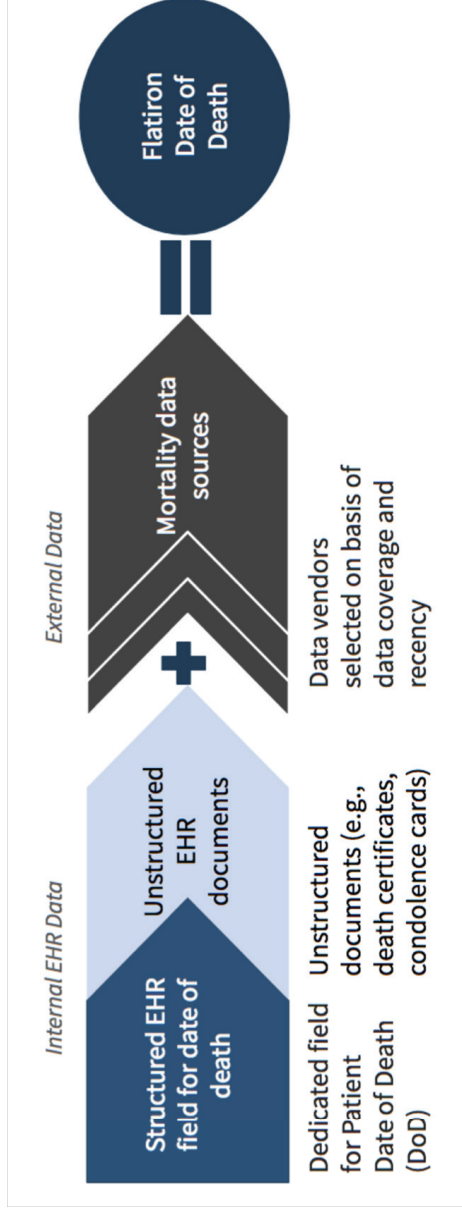 Internal EHR Data
External Data
Structured EHR
field for date of
death
Unstructured
EHR
documents
Mortality data
sources
Flatiron
Date of
Death
Dedicated field
for Patient
Date of Death
(DoD)
Unstructured
documents (e.g.,
death certificates,
condolence cards)
Data vendors
selected on basis of
data coverage and
recency